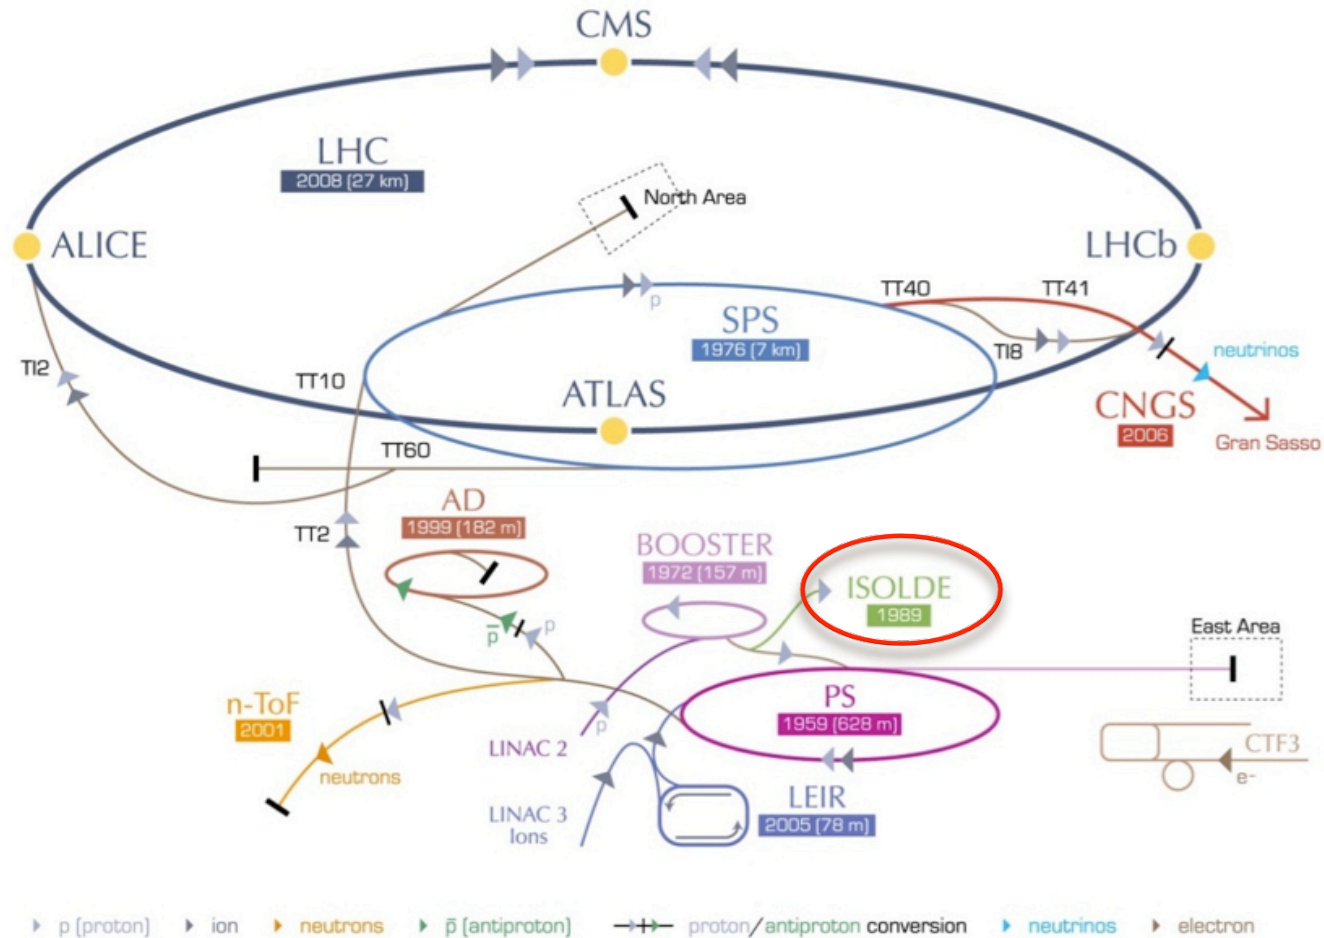 CMS
LHC
2008 (27 km)
North Area
ALICE
LHCb
TT40
TT41
p
SPS
1976 (7 km)
TI8
neutrinos
TI2
TT10
ATLAS
CNGS
2006
Gran Sasso
TT60
AD
1999 (182 m)
TT2
BOOSTER
1972 (157 m)
ISOLDE
1989
p̅
p
East Area
n-ToF
2001
PS
1959 (628 m)
p
LINAC 2
neutrons
CTF3
e-
LINAC 3
Ions
LEIR
2005 (78 m)
p (proton) ion neutrons p̅ (antiproton) proton/antiproton conversion neutrinos electron